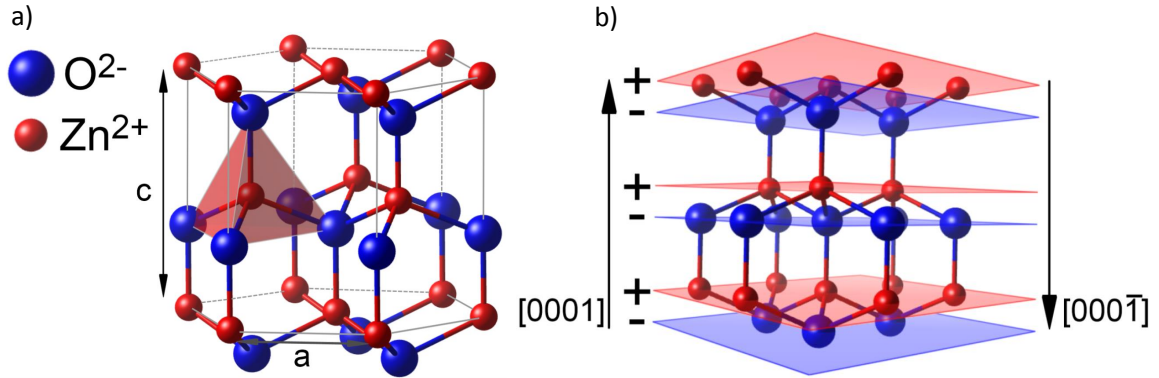 a)
O²⁻
Zn²⁺
c
a
b)
+
-
+
-
+
-
[0001]
[0001̅]